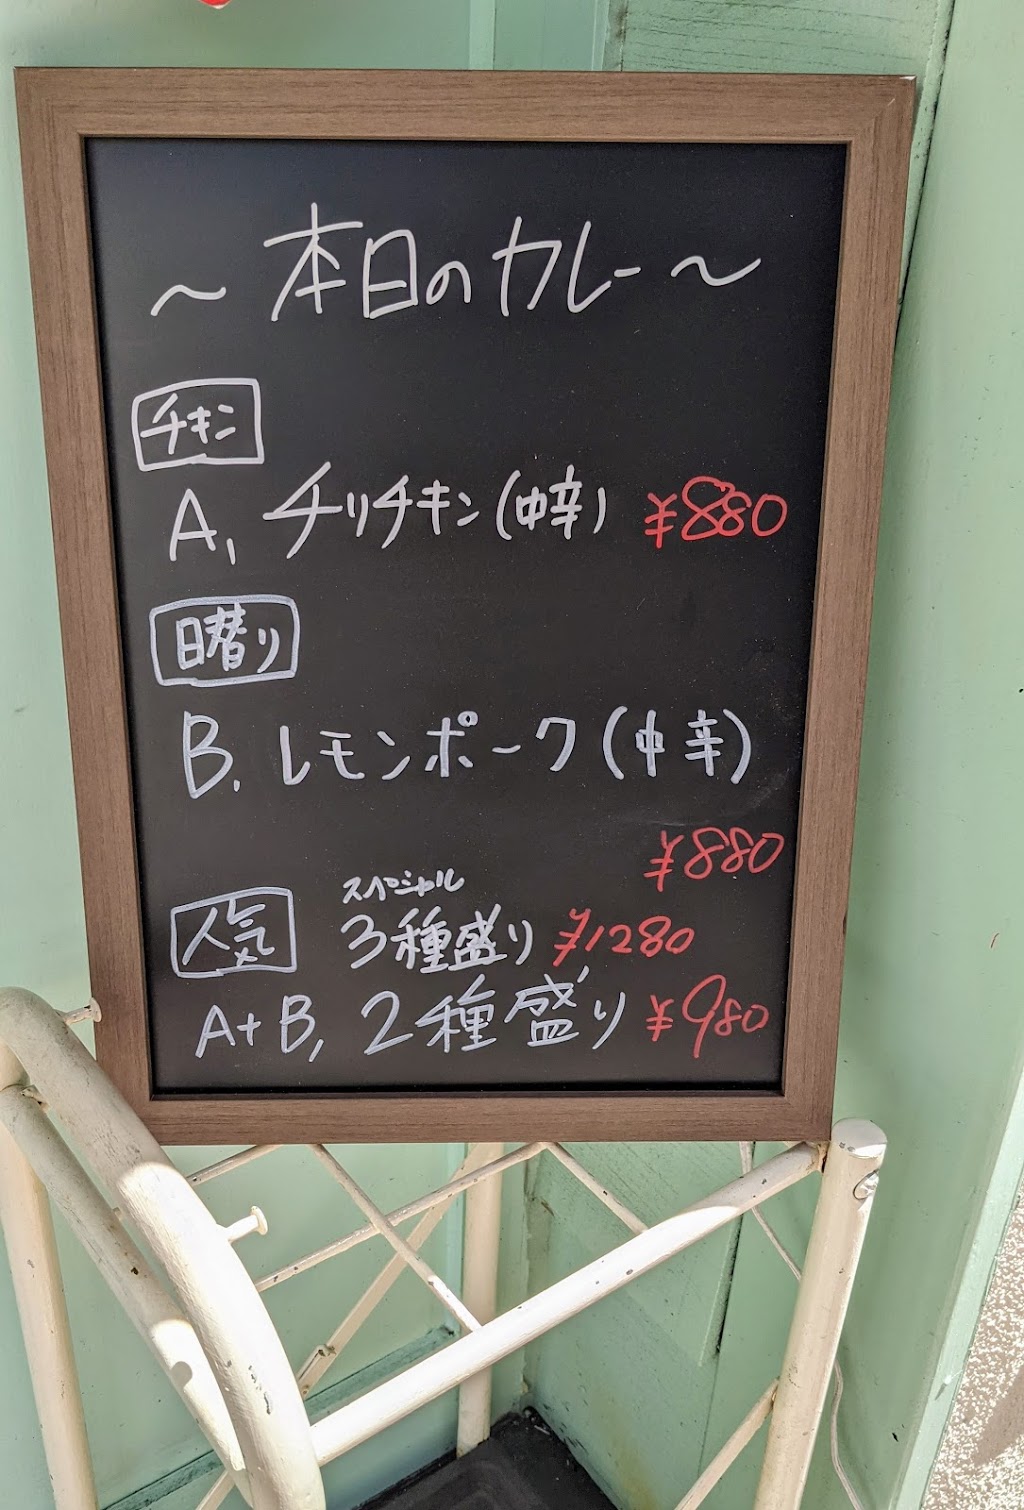 〜本日のカレー〜
チキン
A, チリチキン(中辛) ¥880
日替り
B. レモンポーク(中辛)
¥880
スペシャル
人気 3種盛り ¥1280
A+B, 2種盛り ¥980